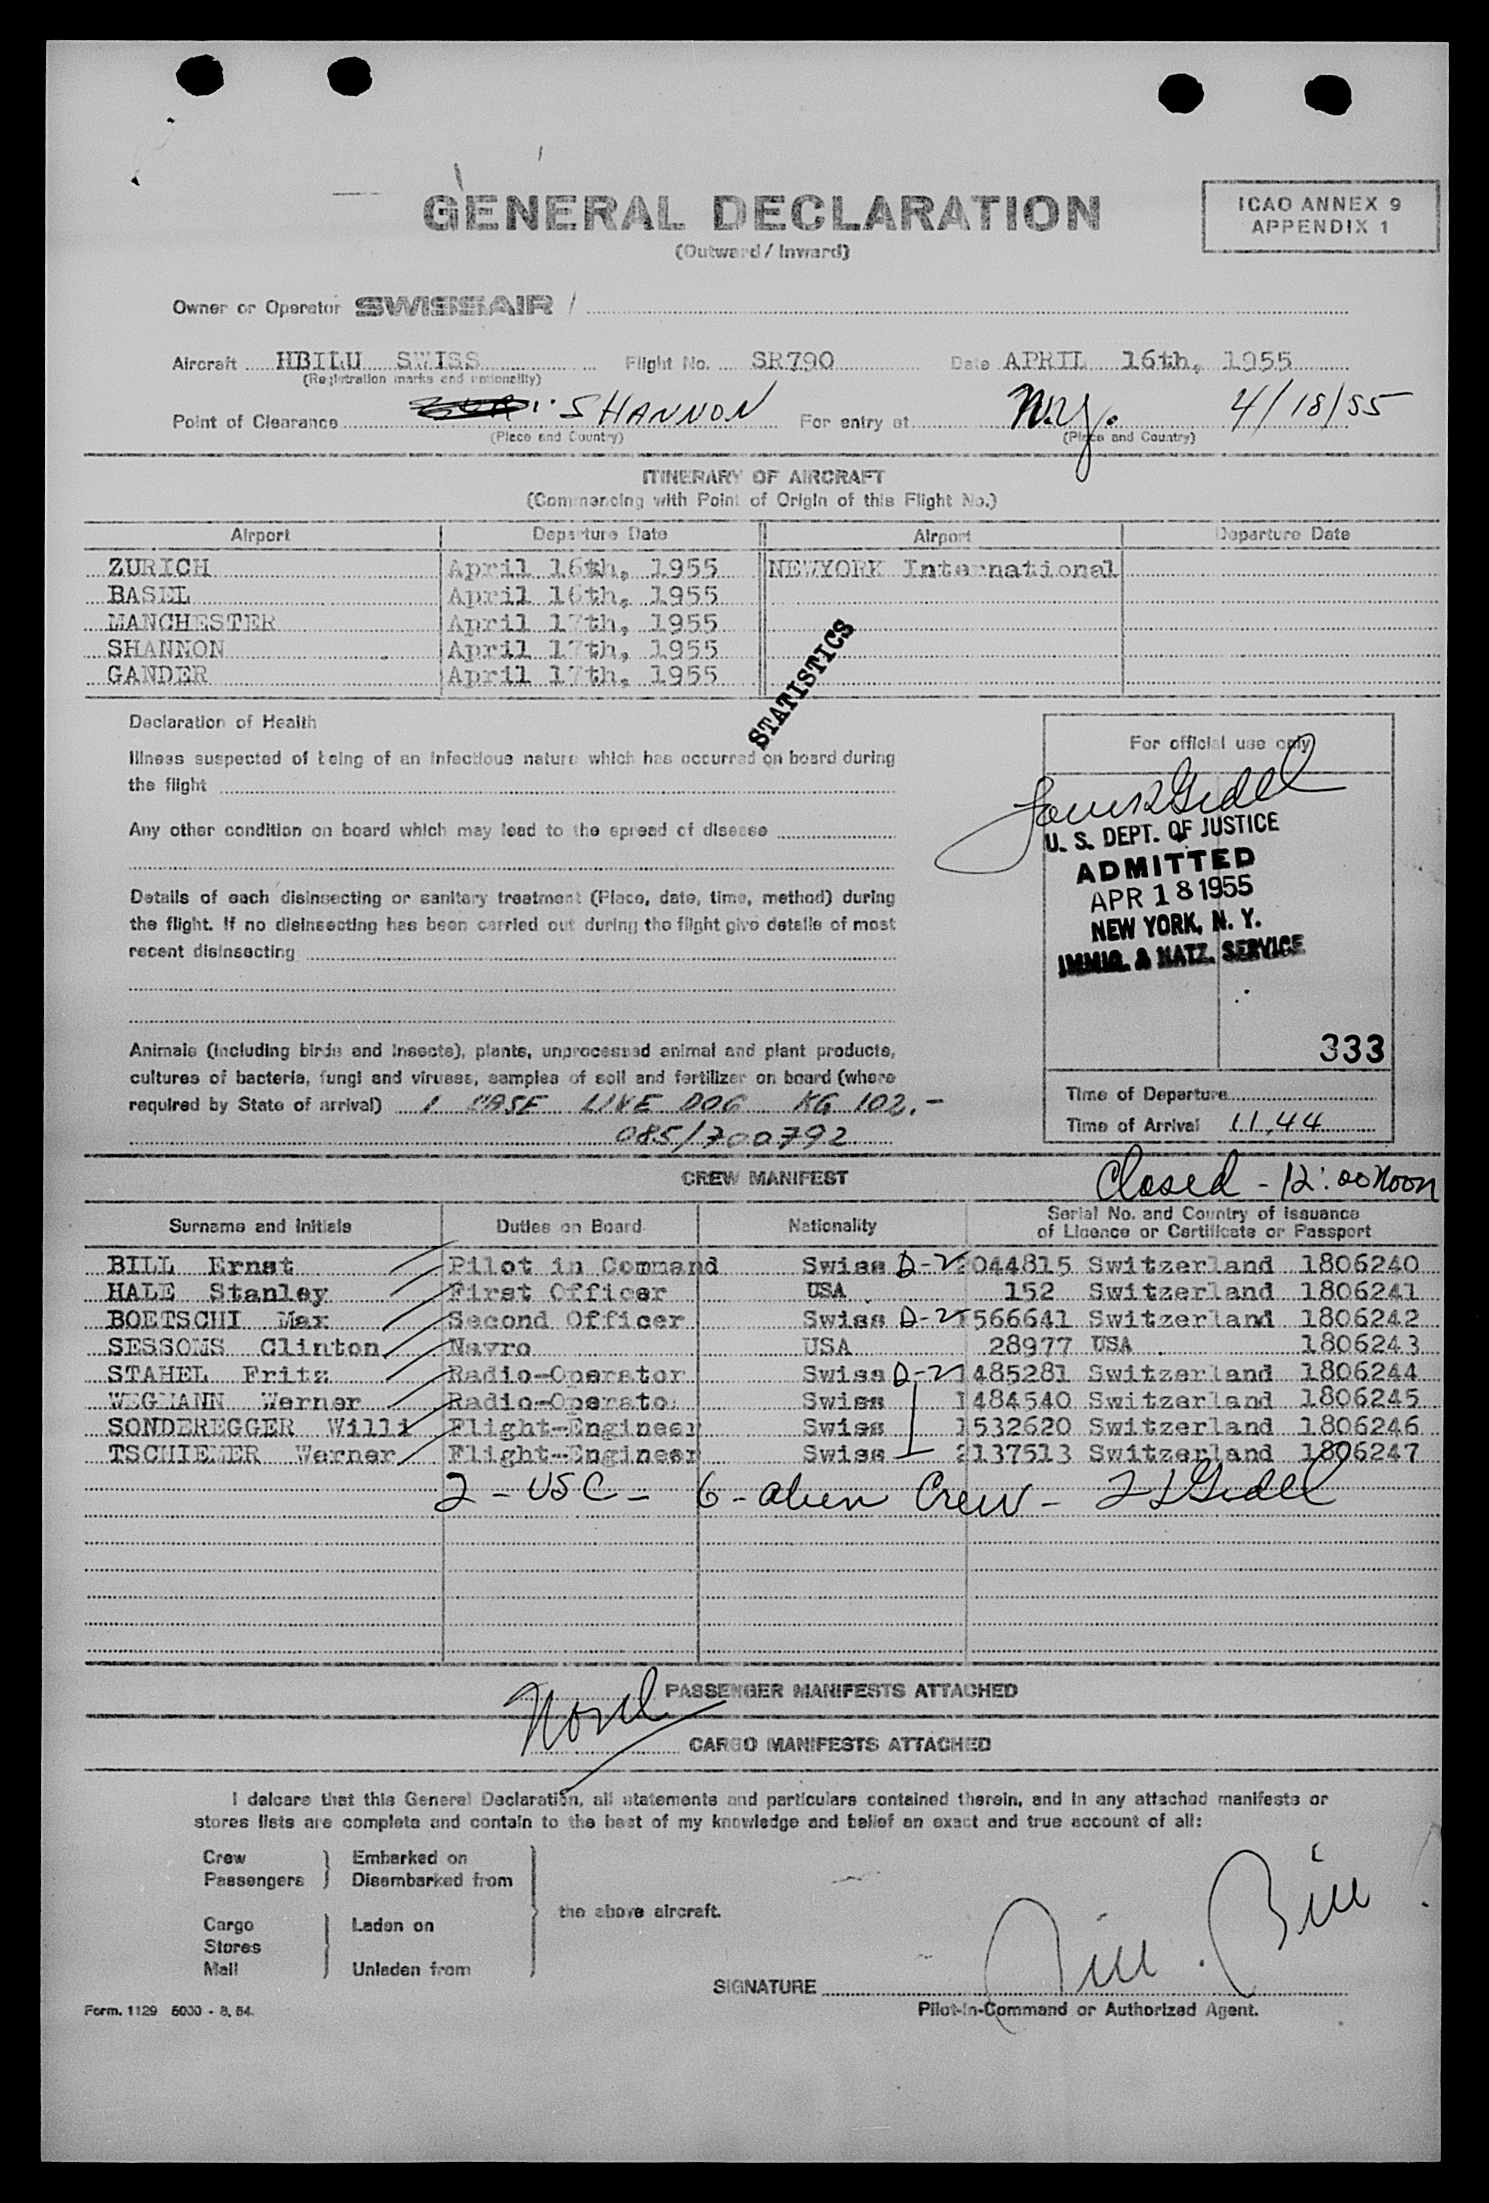 GENERAL DECLARATION
(Outward / Inward)
ICAO ANNEX 9
APPENDIX 1
Owner or Operator SWISSAIR /
Aircraft HBILU SWISS Flight No. SR790 Date APRIL 16th, 1955
(Registration marks and nationality)
Point of Clearance SHANNON For entry at N.Y. 4/18/55
(Place and Country) (Place and Country)
ITINERARY OF AIRCRAFT
(Commencing with Point of Origin of this Flight No.)
Airport Departure Date Airport Departure Date
ZURICH April 16th, 1955 NEWYORK International
BASEL April 16th, 1955
MANCHESTER April 17th, 1955
SHANNON April 17th, 1955
GANDER April 17th, 1955
STATISTICS
Declaration of Health
Illness suspected of being of an infectious nature which has occurred on board during
the flight
Any other condition on board which may lead to the spread of disease
Details of each disinsecting or sanitary treatment (Place, date, time, method) during
the flight. If no disinsecting has been carried out during the flight give details of most
recent disinsecting
Animals (including birds and insects), plants, unprocessed animal and plant products,
cultures of bacteria, fungi and viruses, samples of soil and fertilizer on board (where
required by State of arrival) 1 CASE LIVE DOG KG 102.-
085/700792
For official use only
U. S. DEPT. OF JUSTICE
ADMITTED
APR 18 1955
NEW YORK, N. Y.
IMMIG. & NATZ. SERVICE
333
Time of Departure
Time of Arrival 11.44
Closed - 12:00 Noon
CREW MANIFEST
Surname and Initials Duties on Board Nationality Serial No. and Country of Issuance
of Licence or Certificate or Passport
BILL Ernst Pilot in Command Swiss D-2 2044815 Switzerland 1806240
HALE Stanley First Officer USA 152 Switzerland 1806241
BOETSCHI Max Second Officer Swiss D-2 1566641 Switzerland 1806242
SESSOMS Clinton Navro USA 28977 USA 1806243
STAHEL Fritz Radio-Operator Swiss D-2 1485281 Switzerland 1806244
WEGMANN Werner Radio-Operator Swiss 1484540 Switzerland 1806245
SONDEREGGER Willi Flight-Engineer Swiss 1532620 Switzerland 1806246
TSCHIEMER Werner Flight-Engineer Swiss 2137513 Switzerland 1806247
2 - USC - 6 - alien Crew -
None
PASSENGER MANIFESTS ATTACHED
CARGO MANIFESTS ATTACHED
I delcare that this General Declaration, all statements and particulars contained therein, and in any attached manifests or
stores lists are complete and contain to the best of my knowledge and belief an exact and true account of all:
Crew Embarked on
Passengers Disembarked from
the above aircraft.
Cargo Laden on
Stores
Mail Unladen from
SIGNATURE
Pilot-in-Command or Authorized Agent.
Form. 1129 5000 - 8. 54.